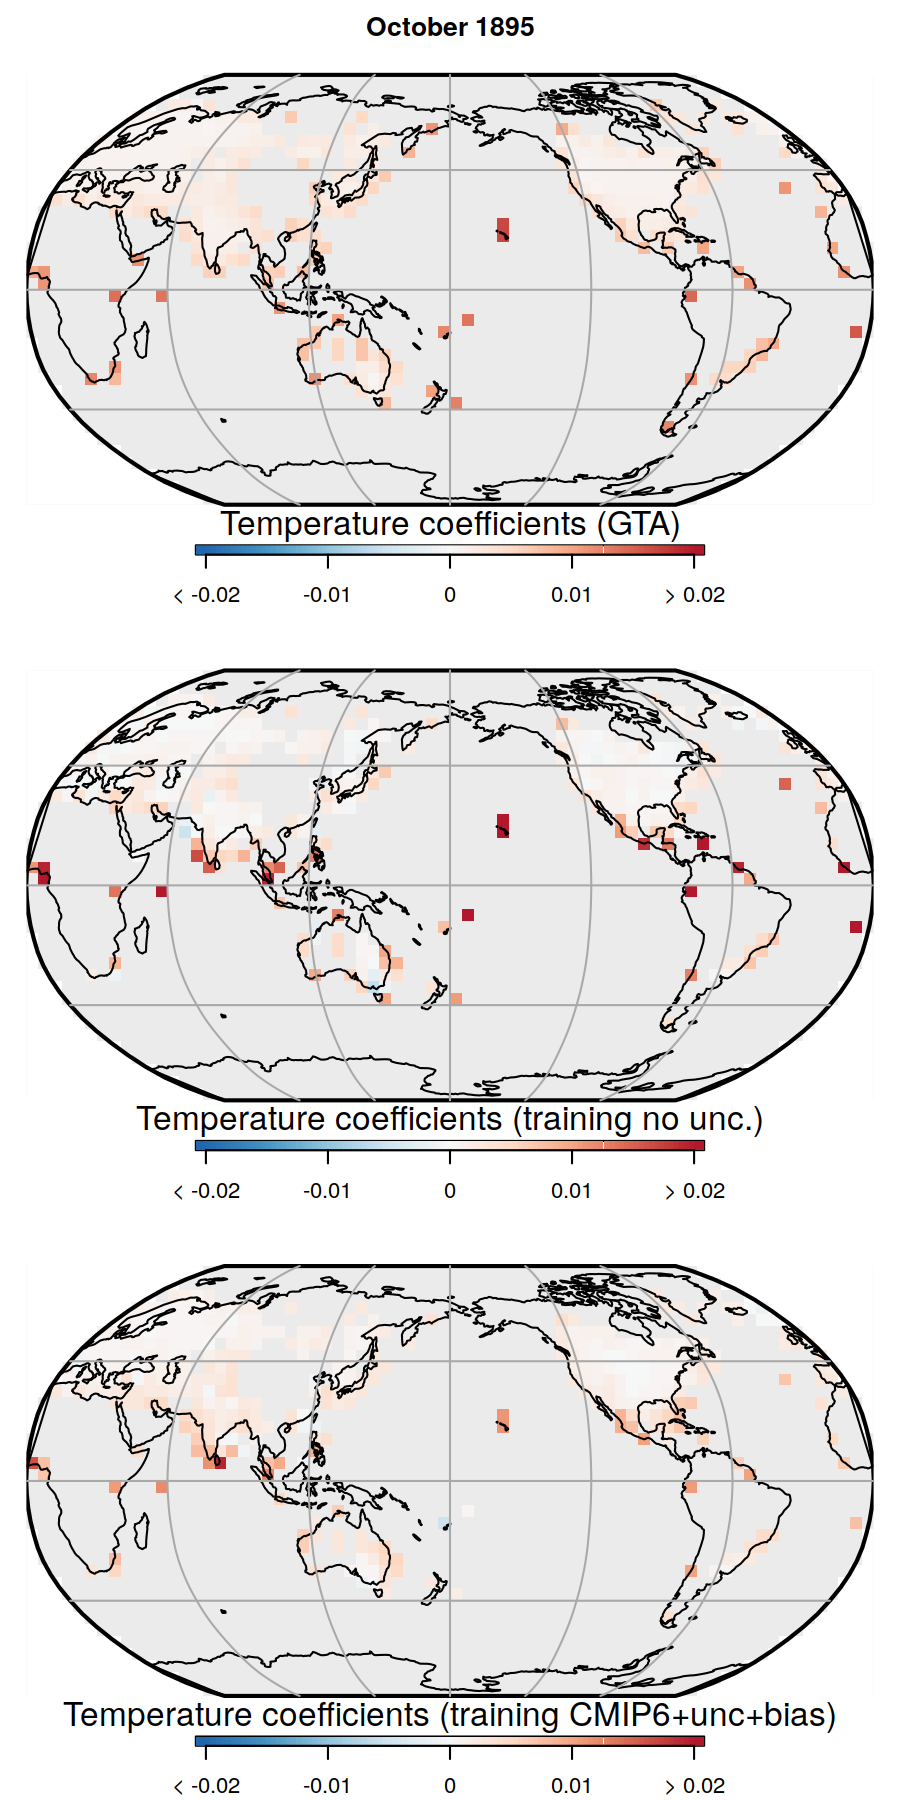 October 1895
Temperature coefficients (GTA)
< -0.02 -0.01 0 0.01 > 0.02
Temperature coefficients (training no unc.)
< -0.02 -0.01 0 0.01 > 0.02
Temperature coefficients (training CMIP6+unc+bias)
< -0.02 -0.01 0 0.01 > 0.02